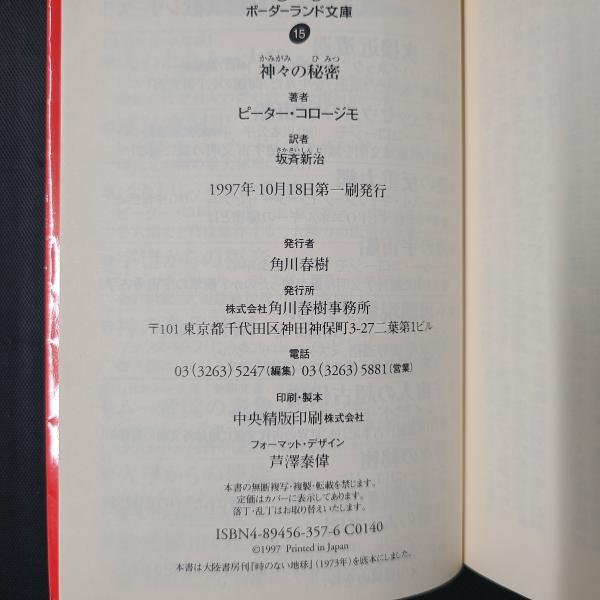 ボーダーランド文庫
15
かみがみ ひみつ
神々の秘密
著者
ピーター・コロージモ
訳者
さかさいしんじ
坂斉新治
1997年10月18日第一刷発行
発行者
角川春樹
発行所
株式会社角川春樹事務所
〒101 東京都千代田区神田神保町3-27二葉第1ビル
電話
03(3263)5247(編集) 03(3263)5881(営業)
印刷・製本
中央精版印刷株式会社
フォーマット・デザイン
芦澤泰偉
本書の無断複写・複製・転載を禁じます。
定価はカバーに表示してあります。
落丁・乱丁はお取り替えいたします。
ISBN4-89456-357-6 C0140
©1997 Printed in Japan
本書は大陸書房刊『時のない地球』(1973年)を底本にしました。